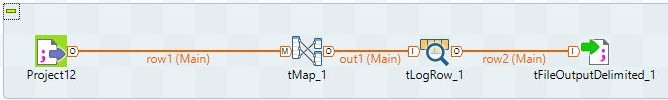 O row1 (Main) M O out1 (Main) I O row2 (Main) I
Project12 tMap_1 tLogRow_1 tFileOutputDelimited_1